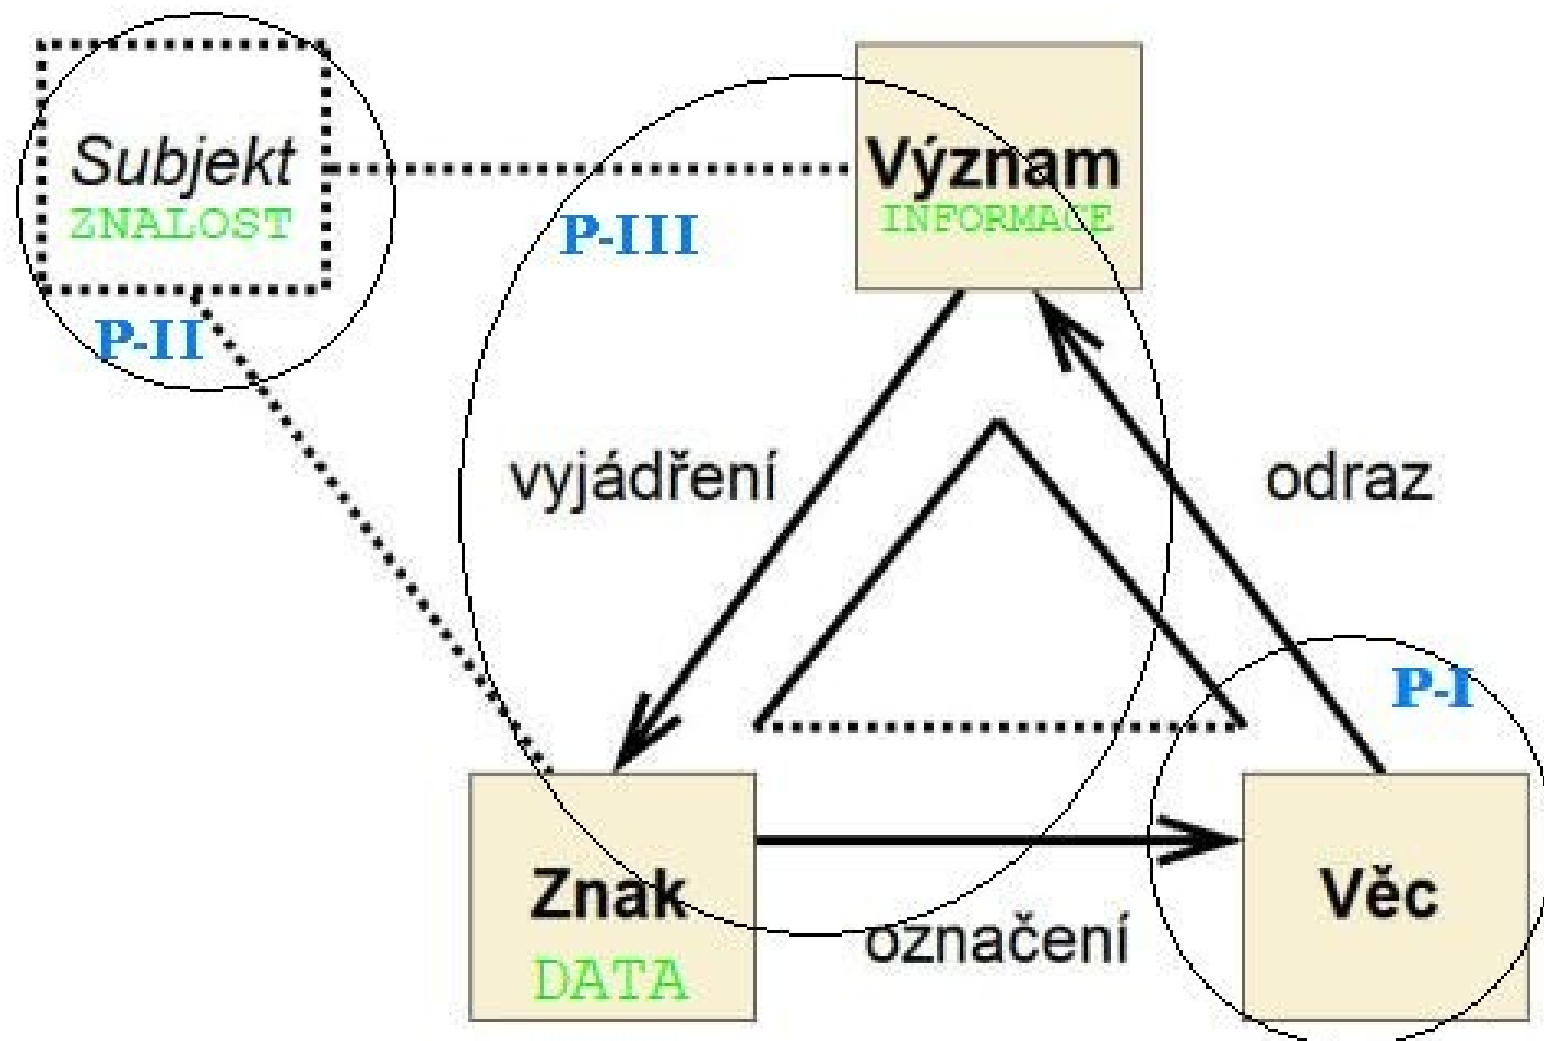 Subjekt
ZNALOST
P-II
P-III
Význam
INFORMACE
vyjádření
odraz
P-I
Znak
DATA
označení
Věc